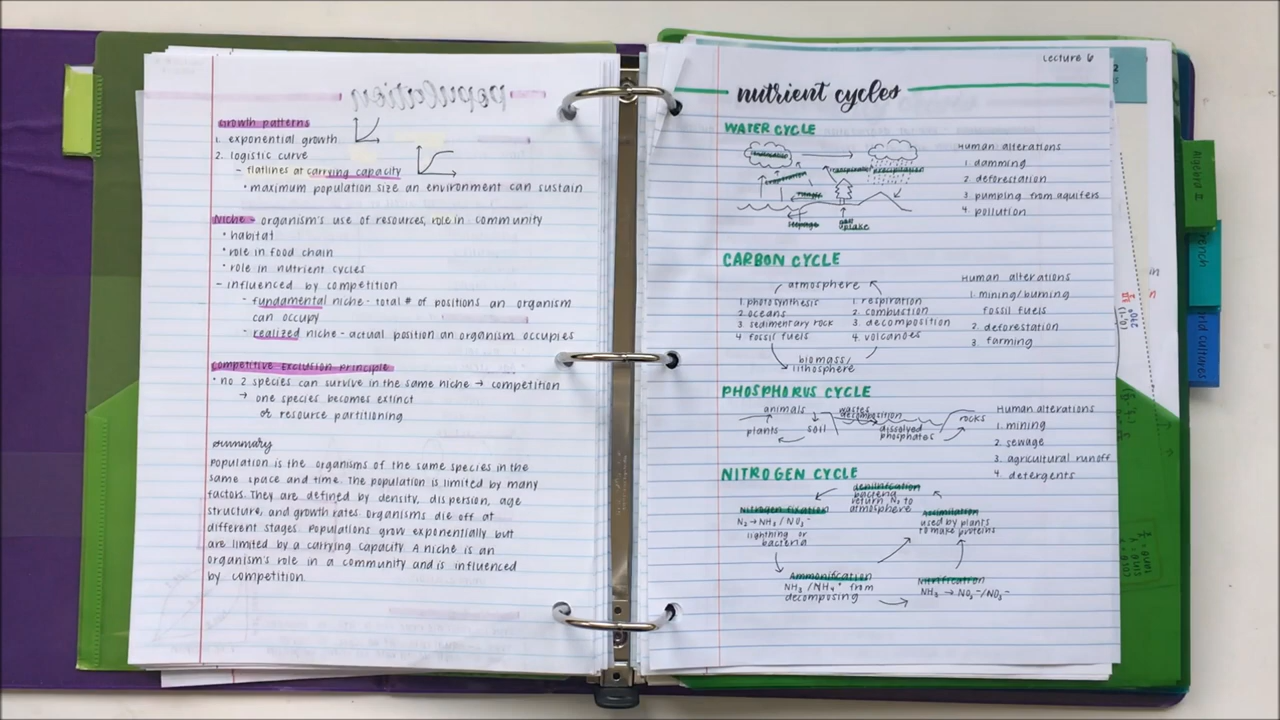 population
Growth patterns
1. exponential growth
2. logistic curve
- flatlines at carrying capacity
• maximum population size an environment can sustain
Niche - organism's use of resources, role in community
• habitat
• role in food chain
• role in nutrient cycles
- influenced by competition
- fundamental niche - total # of positions an organism
can occupy
- realized niche - actual position an organism occupies
competitive exclusion principle
• no 2 species can survive in the same niche → competition
→ one species becomes extinct
or resource partitioning
summary
Population is the organisms of the same species in the
same space and time. The population is limited by many
factors. They are defined by density, dispersion, age
structure, and growth rates. Organisms die off at
different stages. Populations grow exponentially but
are limited by a carrying capacity. A niche is an
organism's role in a community and is influenced
by competition.
Lecture 6
nutrient cycles
WATER CYCLE
transpiration precipitation
evaporation
runoff
seepage
uptake
Human alterations
1. damming
2. deforestation
3. pumping from aquifers
4. pollution
CARBON CYCLE
atmosphere
1. photosynthesis
2. oceans
3. sedimentary rock
4. fossil fuels
1. respiration
2. combustion
3. decomposition
4. volcanoes
biomass/
lithosphere
Human alterations
1. mining/burning
fossil fuels
2. deforestation
3. farming
PHOSPHORUS CYCLE
animals
plants
soil
wastes
decomposition
dissolved
phosphates
rocks
Human alterations
1. mining
2. sewage
3. agricultural runoff
4. detergents
NITROGEN CYCLE
denitrification
bacteria
return N₂ to
atmosphere
Nitrogen fixation
N₂ → NH₃ / NO₃⁻
lightning or
bacteria
Assimilation
used by plants
to make proteins
Ammonification
NH₃ / NH₄⁺ from
decomposing
Nitrification
NH₃ → NO₂⁻/NO₃⁻
Algebra II
French
world cultures